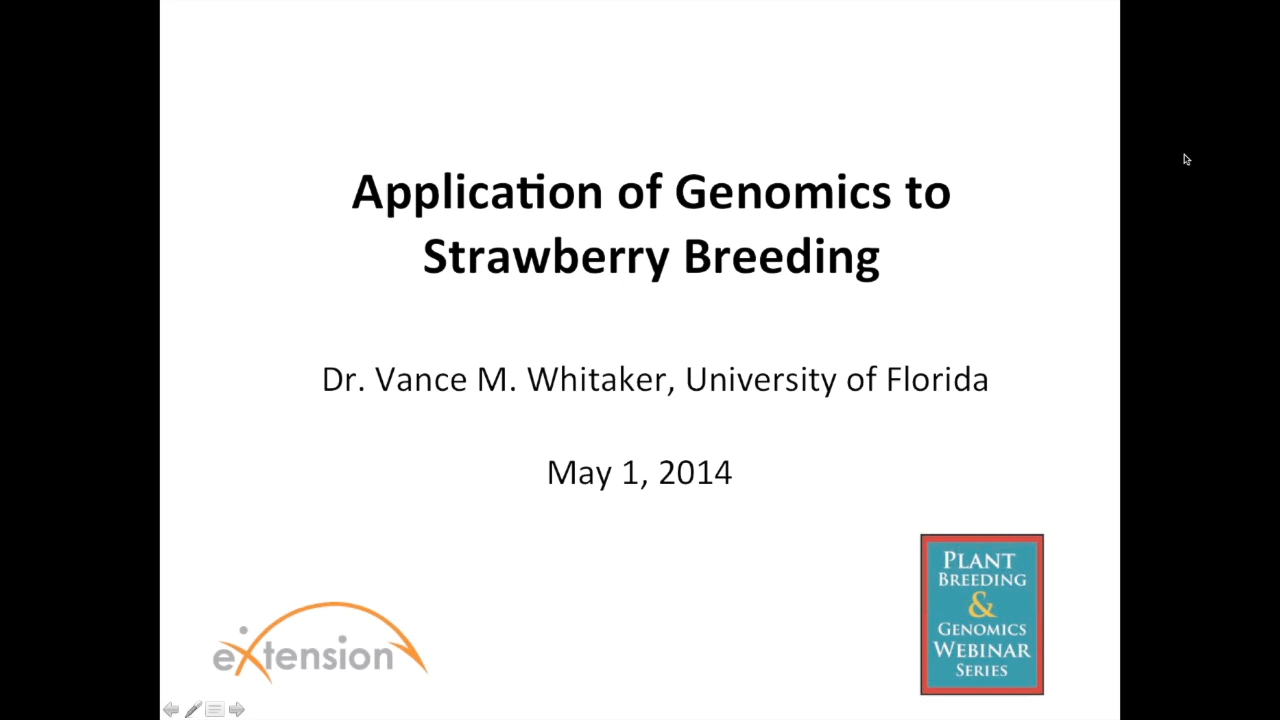 Application of Genomics to
Strawberry Breeding
Dr. Vance M. Whitaker, University of Florida
May 1, 2014
eXtension
PLANT
BREEDING
&
GENOMICS
WEBINAR
SERIES